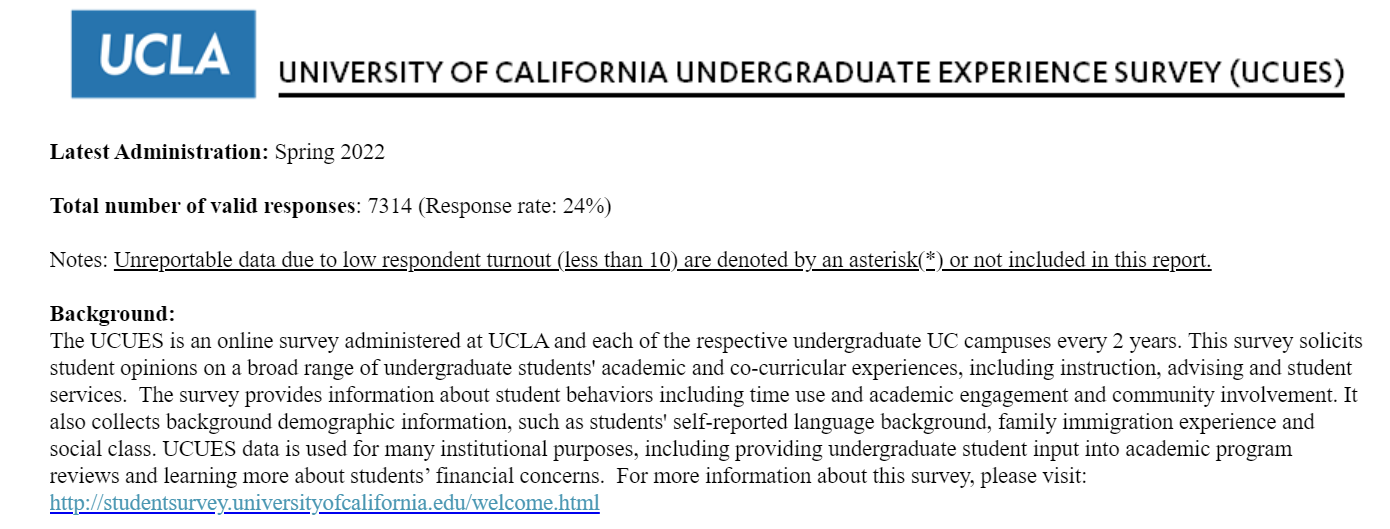 UCLA
UNIVERSITY OF CALIFORNIA UNDERGRADUATE EXPERIENCE SURVEY (UCUES)
Latest Administration: Spring 2022
Total number of valid responses: 7314 (Response rate: 24%)
Notes: Unreportable data due to low respondent turnout (less than 10) are denoted by an asterisk(*) or not included in this report.
Background:
The UCUES is an online survey administered at UCLA and each of the respective undergraduate UC campuses every 2 years. This survey solicits
student opinions on a broad range of undergraduate students' academic and co-curricular experiences, including instruction, advising and student
services.  The survey provides information about student behaviors including time use and academic engagement and community involvement. It
also collects background demographic information, such as students' self-reported language background, family immigration experience and
social class. UCUES data is used for many institutional purposes, including providing undergraduate student input into academic program
reviews and learning more about students’ financial concerns.  For more information about this survey, please visit:
http://studentsurvey.universityofcalifornia.edu/welcome.html